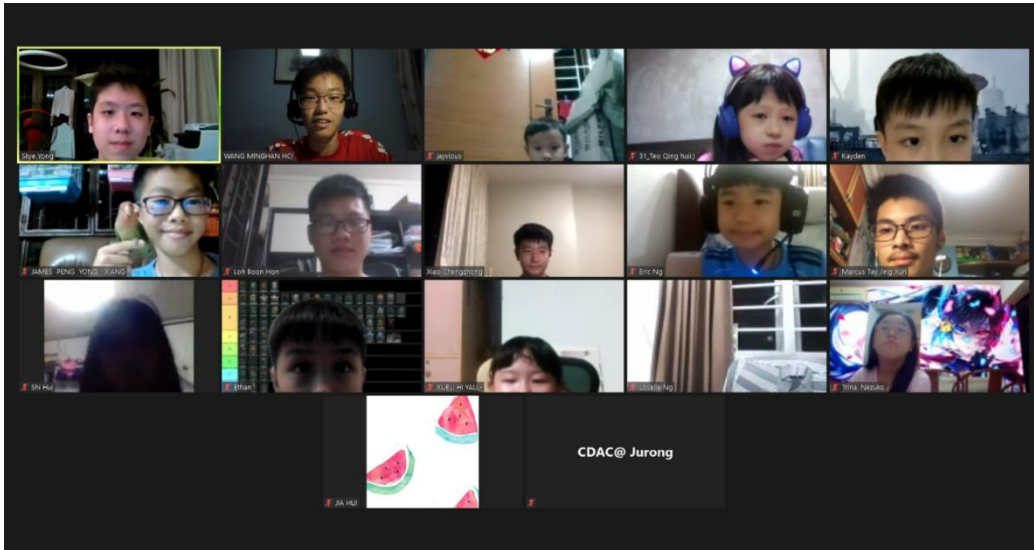 Skye Yong
WANG MINGHAN HCI
jayvious
31_Teo Qing hui(:
Kayden
JAMES PENG YONG XIANG
Loh Boon Hon
Xiao Chengzhong
Eric Ng
Marcus Tay Jing Xun
Shi Hui
Ethan
Lovally Ng
Trina, Nezuko
JIA HUI
CDAC@ Jurong